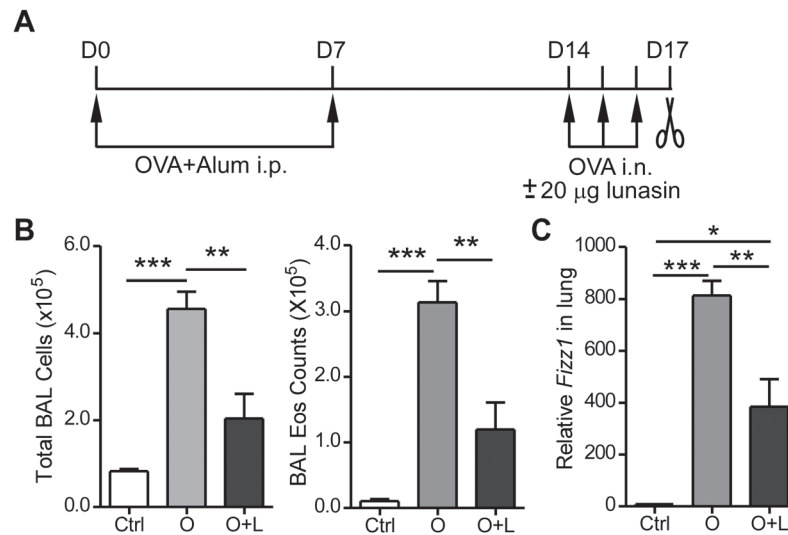 A
D0 D7 D14 D17
OVA+Alum i.p.
OVA i.n.
± 20 μg lunasin
B
Total BAL Cells (x10⁵)
6.0
4.0
2.0
0.0
***
**
Ctrl O O+L
BAL Eos Counts (X10⁵)
4.0
3.0
2.0
1.0
0.0
***
**
Ctrl O O+L
C
Relative Fizz1 in lung
1000
800
600
400
200
0
*
***
**
Ctrl O O+L